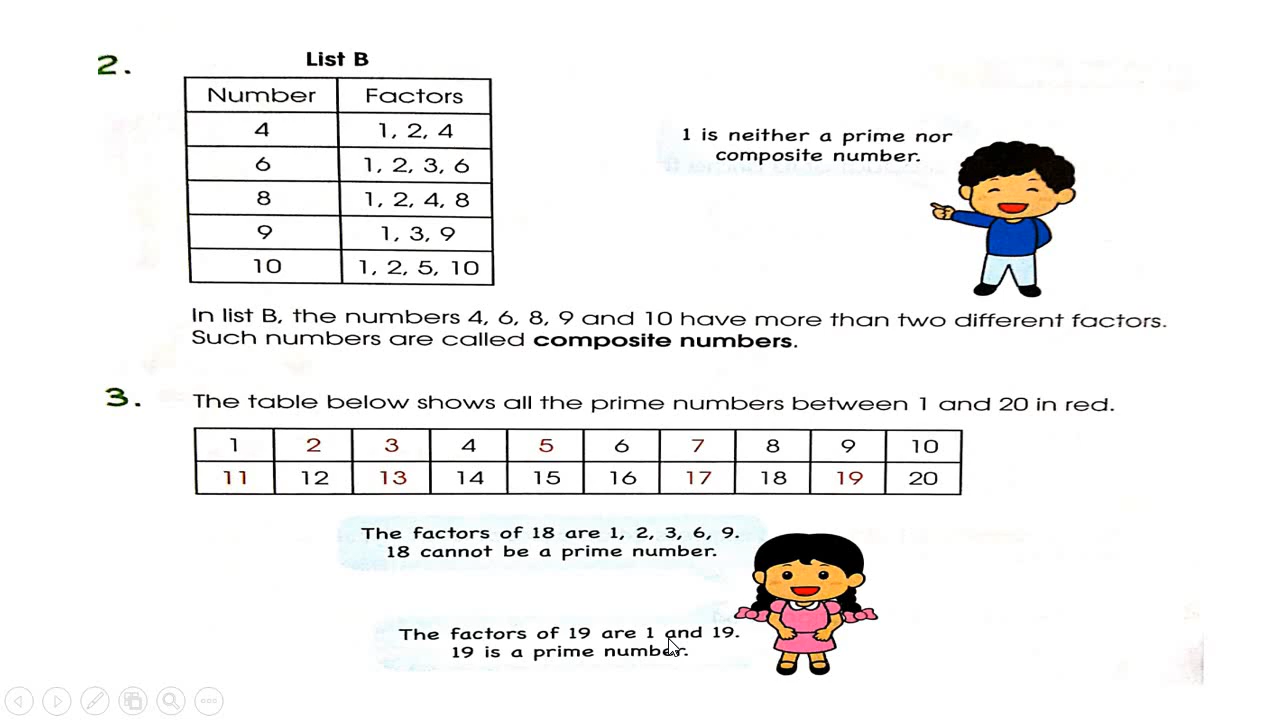 2.
List B
Number Factors
4 1, 2, 4
6 1, 2, 3, 6
8 1, 2, 4, 8
9 1, 3, 9
10 1, 2, 5, 10
1 is neither a prime nor
composite number.
In list B, the numbers 4, 6, 8, 9 and 10 have more than two different factors.
Such numbers are called composite numbers.
3.
The table below shows all the prime numbers between 1 and 20 in red.
1 2 3 4 5 6 7 8 9 10
11 12 13 14 15 16 17 18 19 20
The factors of 18 are 1, 2, 3, 6, 9.
18 cannot be a prime number.
The factors of 19 are 1 and 19.
19 is a prime number.